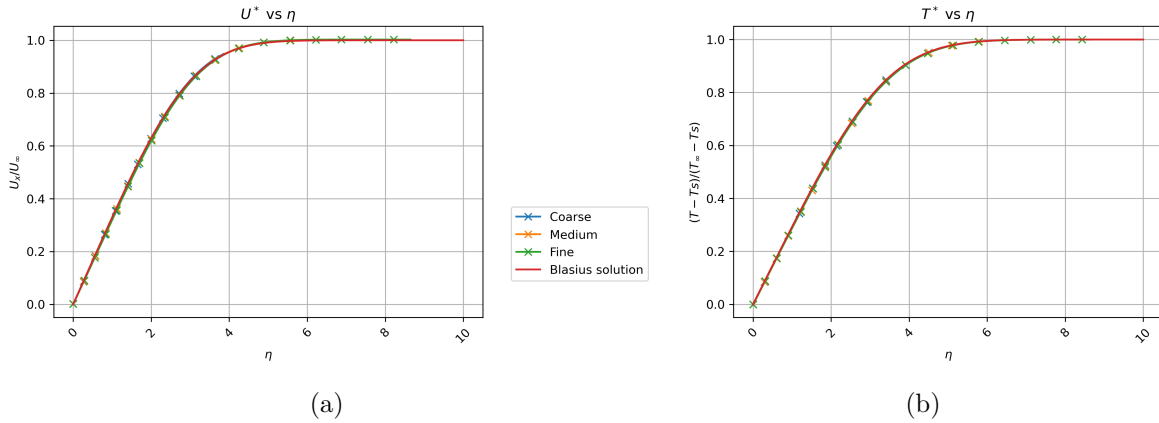 U* vs η
1.0
0.8
0.6
0.4
0.2
0.0
U_x/U_∞
0
2
4
6
8
10
η
(a)
Coarse
Medium
Fine
Blasius solution
T* vs η
1.0
0.8
0.6
0.4
0.2
0.0
(T − Ts)/(T_∞ − Ts)
0
2
4
6
8
10
η
(b)